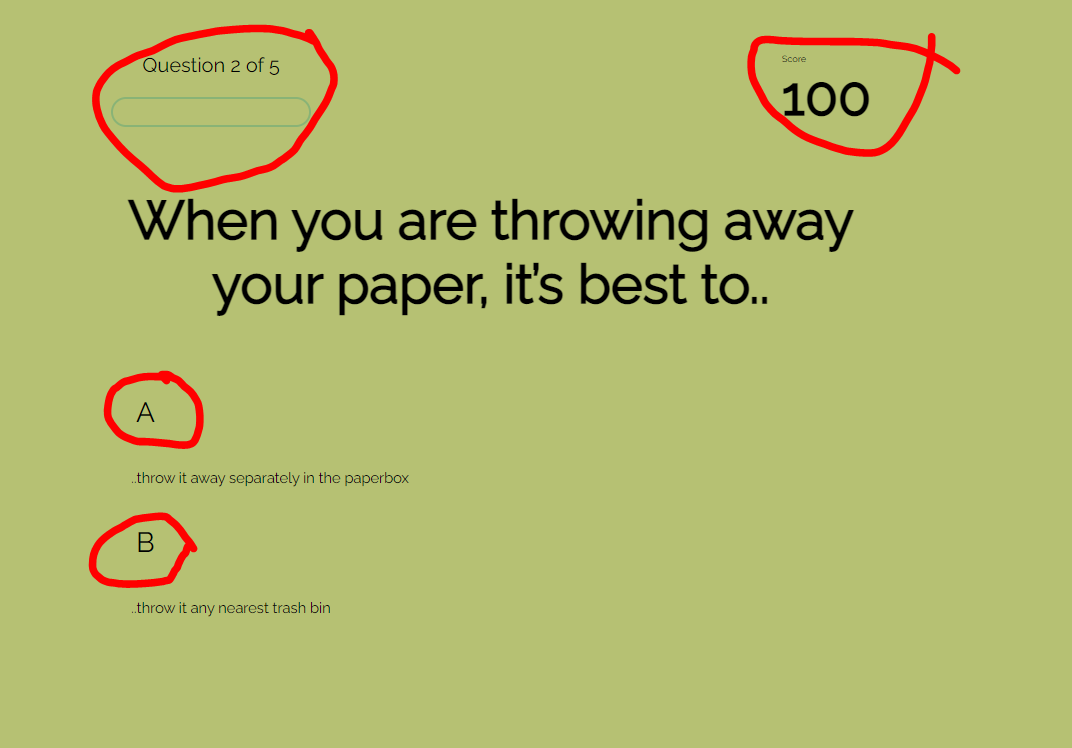 Question 2 of 5
Score
100
When you are throwing away
your paper, it’s best to..
A
..throw it away separately in the paperbox
B
..throw it any nearest trash bin